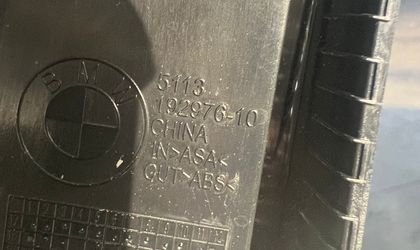 BMW
5113
192976-10
CHINA
IN>ASA<
OUT>ABS<